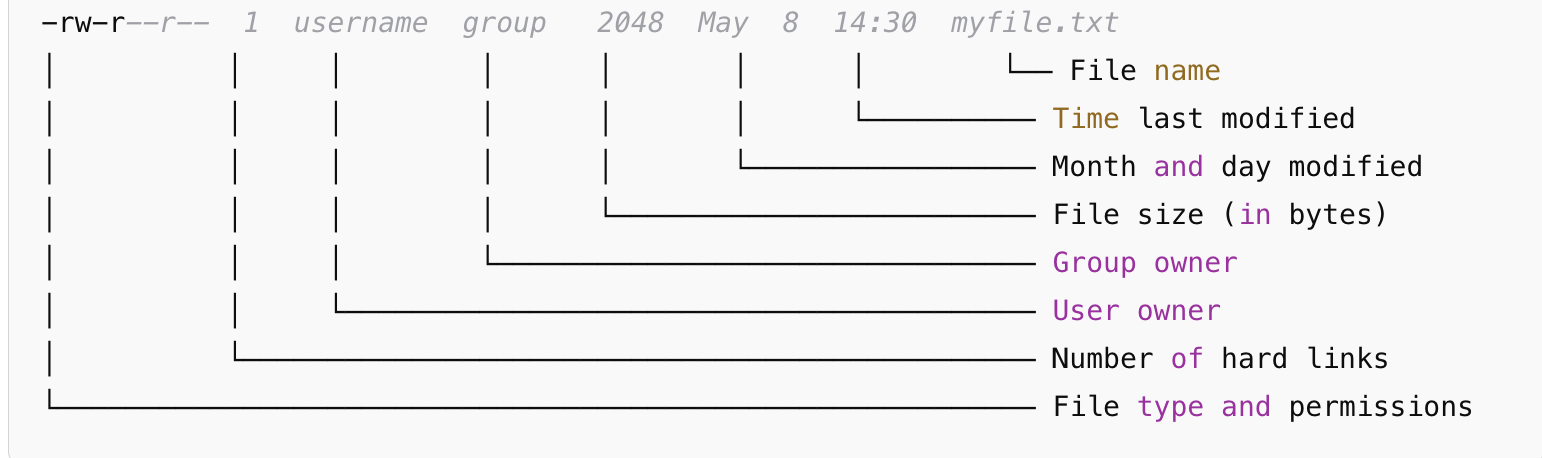 -rw-r--r--  1  username  group   2048  May  8  14:30  myfile.txt
File name
Time last modified
Month and day modified
File size (in bytes)
Group owner
User owner
Number of hard links
File type and permissions